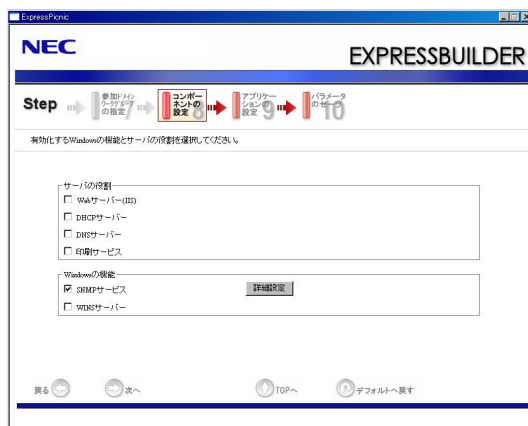 ExpressPicnic
NEC
EXPRESSBUILDER
Step
参加ドメイン
ワークグループ
の指定 7
コンポー
ネントの
設定 8
アプリケー
ションの
設定 9
パラメータ
のセーブ 10
有効化するWindowsの機能とサーバの役割を選択してください。
サーバの役割
Webサーバー(IIS)
DHCPサーバー
DNSサーバー
印刷サービス
Windowsの機能
SNMPサービス
詳細設定
WINSサーバー
戻る
次へ
TOPへ
デフォルトへ戻す